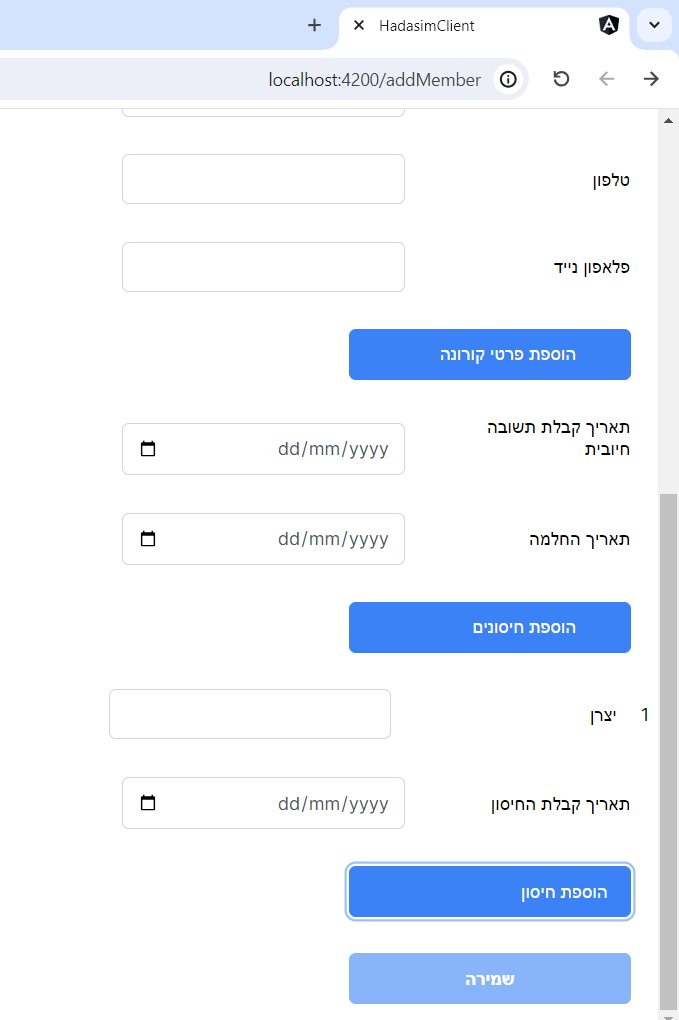 HadasimClient
localhost:4200/addMember
טלפון
פלאפון נייד
הוספת פרטי קורונה
תאריך קבלת תשובה
חיובית
dd/mm/yyyy
תאריך החלמה
dd/mm/yyyy
הוספת חיסונים
1 יצרן
תאריך קבלת החיסון
dd/mm/yyyy
הוספת חיסון
שמירה